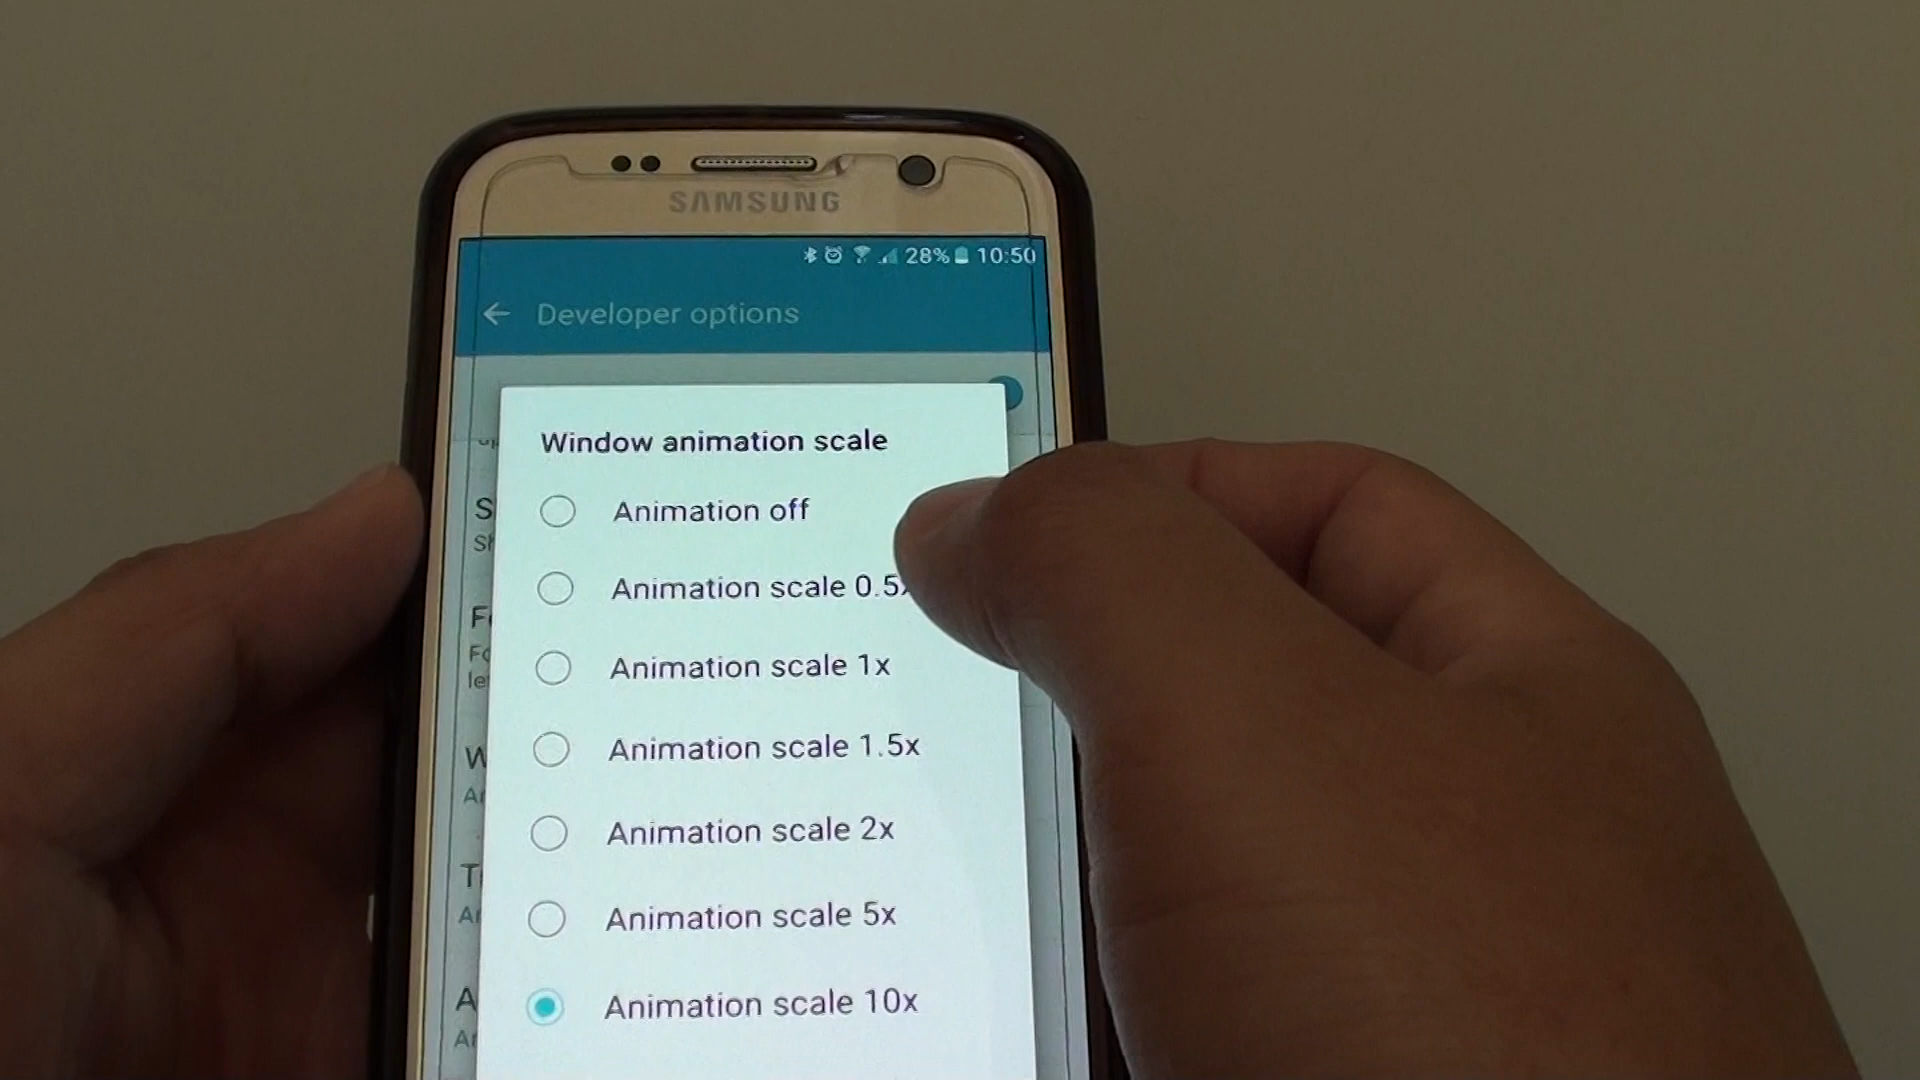 SAMSUNG
28% 10:50
Developer options
Window animation scale
Animation off
Animation scale 0.5x
Animation scale 1x
Animation scale 1.5x
Animation scale 2x
Animation scale 5x
Animation scale 10x